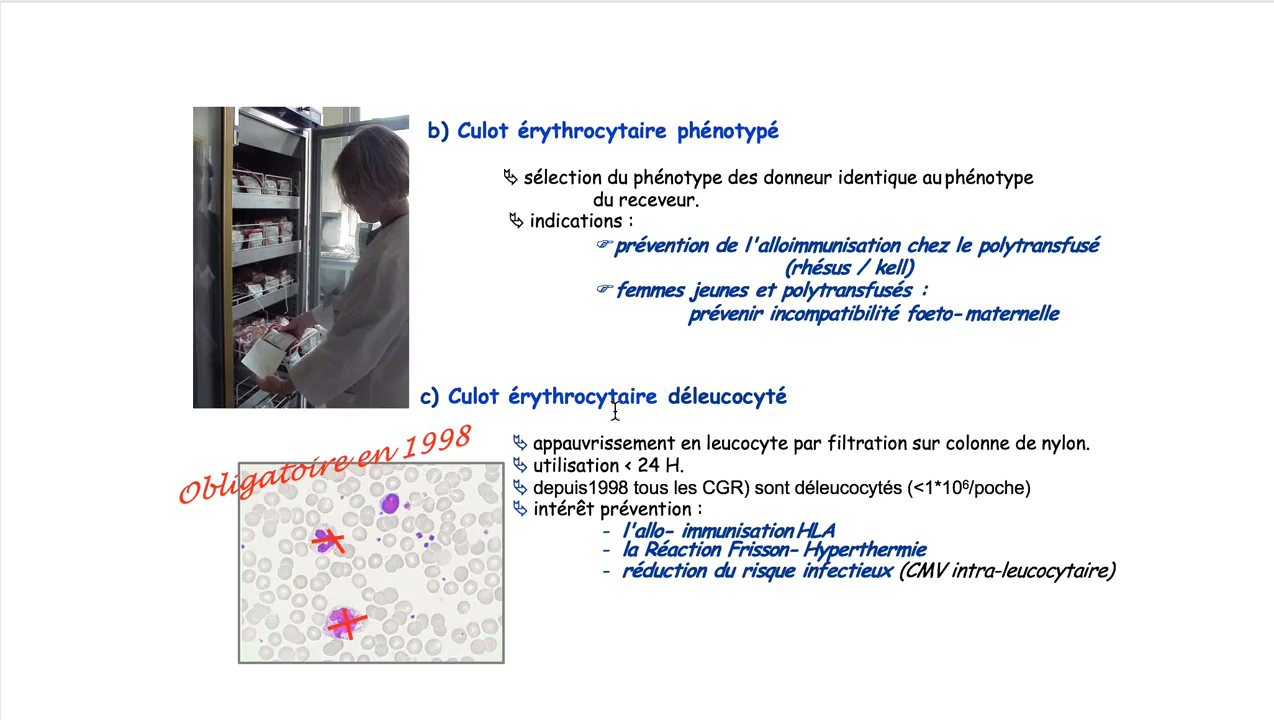 b) Culot érythrocytaire phénotypé
sélection du phénotype des donneur identique au phénotype
du receveur.
indications :
prévention de l'alloimmunisation chez le polytransfusé
(rhésus / kell)
femmes jeunes et polytransfusés :
prévenir incompatibilité foeto-maternelle
c) Culot érythrocytaire déleucocyté
Obligatoire en 1998
appauvrissement en leucocyte par filtration sur colonne de nylon.
utilisation < 24 H.
depuis1998 tous les CGR) sont déleucocytés (<1*10⁶/poche)
intérêt prévention :
- l'allo- immunisation HLA
- la Réaction Frisson- Hyperthermie
- réduction du risque infectieux (CMV intra-leucocytaire)